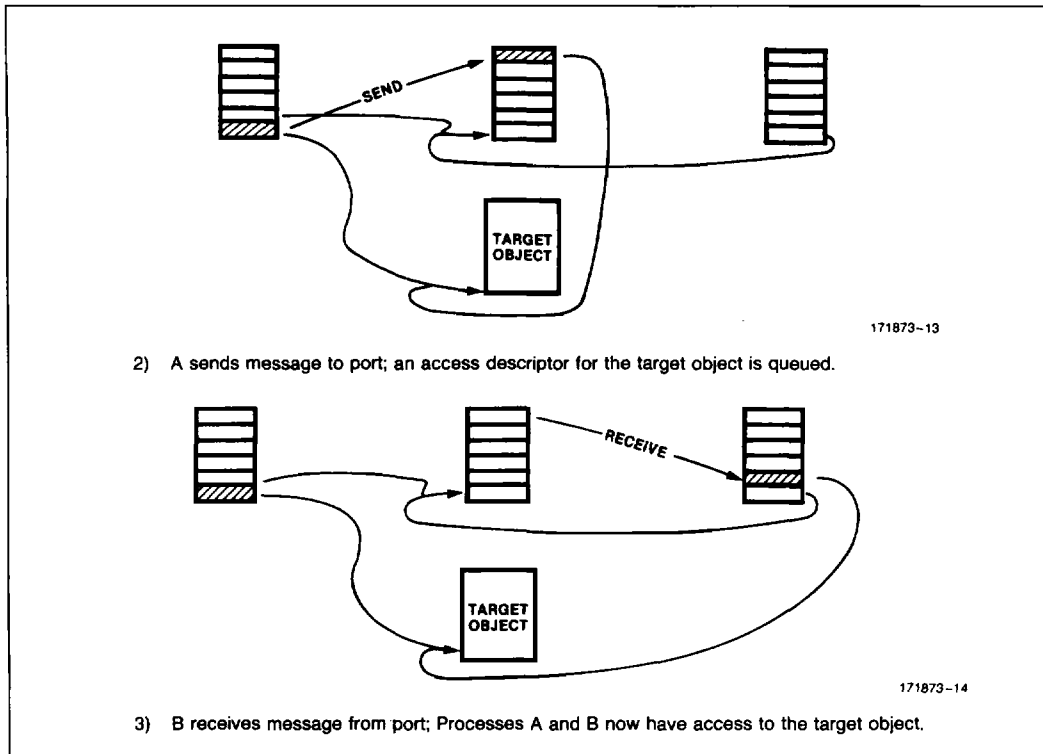 SEND
TARGET
OBJECT
171873-13
2) A sends message to port; an access descriptor for the target object is queued.
RECEIVE
TARGET
OBJECT
171873-14
3) B receives message from port; Processes A and B now have access to the target object.